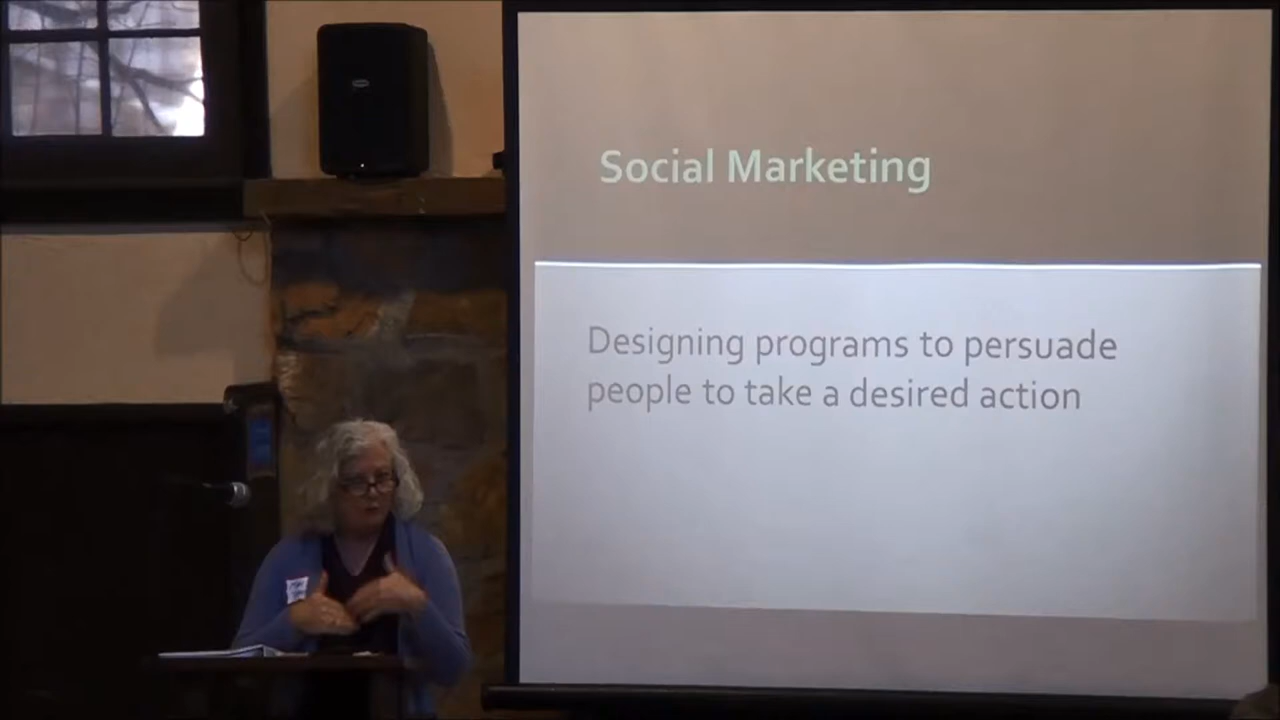 Social Marketing
Designing programs to persuade
people to take a desired action